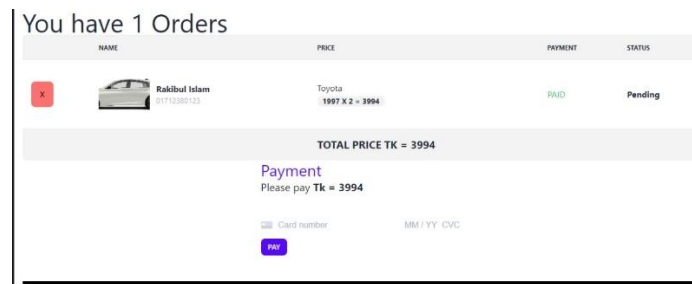 You have 1 Orders
NAME PRICE PAYMENT STATUS
X
Rakibul Islam
01712380123
Toyota
1997 X 2 = 3994
PAID
Pending
TOTAL PRICE TK = 3994
Payment
Please pay Tk = 3994
Card number MM / YY CVC
PAY